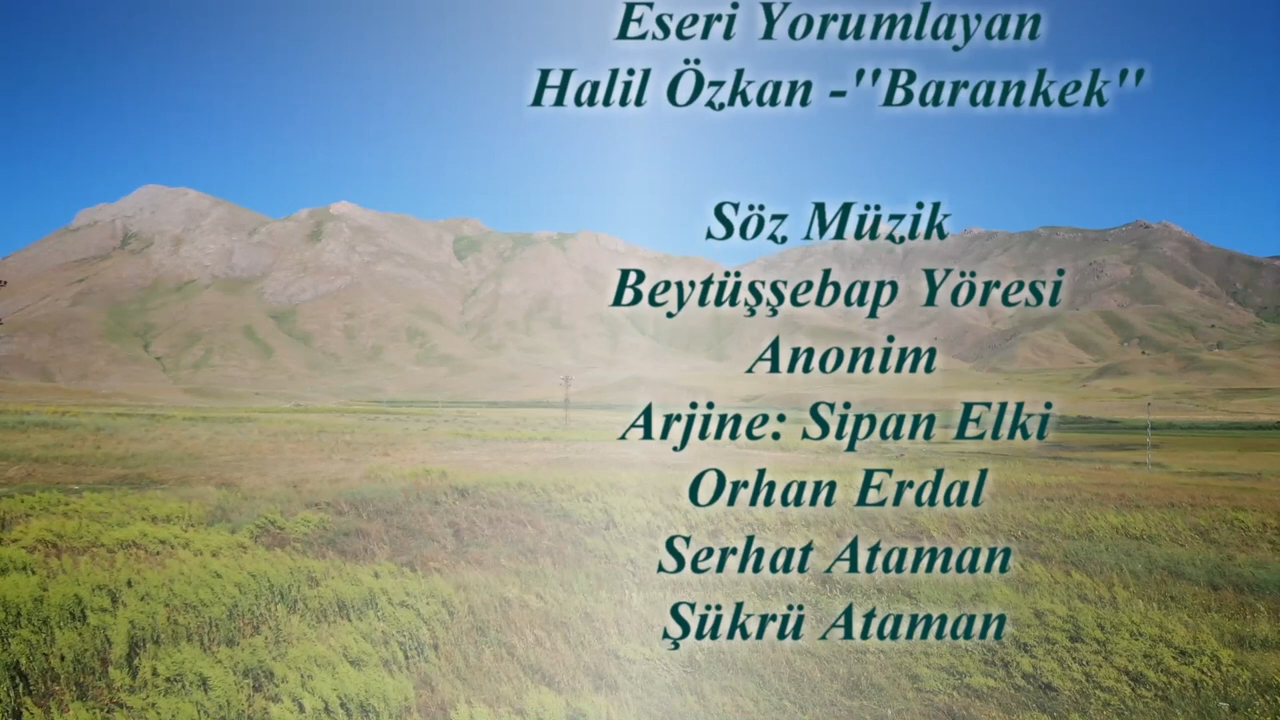 Eseri Yorumlayan
Halil Özkan -"Barankek"
Söz Müzik
Beytüşşebap Yöresi
Anonim
Arjine: Sipan Elki
Orhan Erdal
Serhat Ataman
Şükrü Ataman